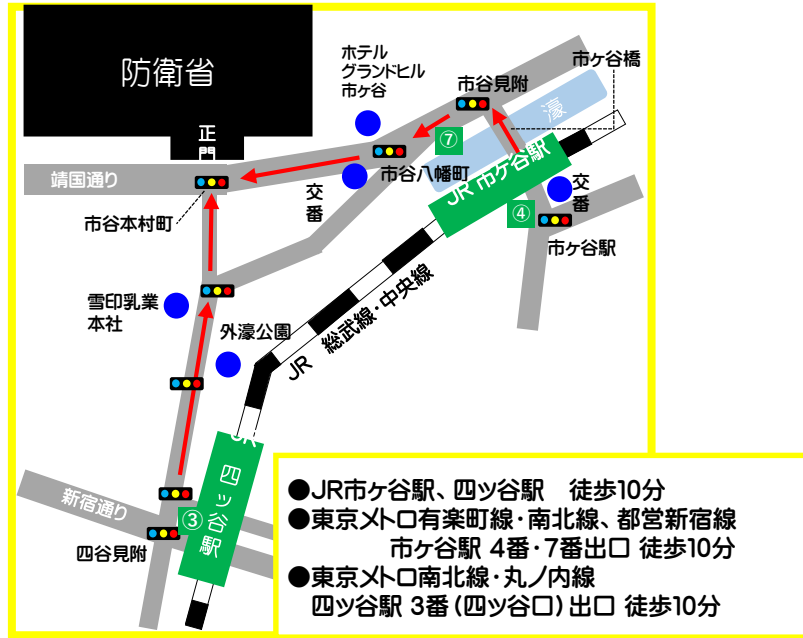 防衛省
正門
ホテル
グランドヒル
市ヶ谷
市谷見附
市ヶ谷橋
濠
⑦
靖国通り
市谷八幡町
JR 市ケ谷駅
交番
交番
④
市谷本村町
市ヶ谷駅
雪印乳業
本社
外濠公園
JR 総武線・中央線
JR
四ツ谷駅
新宿通り
③
四谷見附
●JR市ケ谷駅、四ツ谷駅 徒歩10分
●東京メトロ有楽町線・南北線、都営新宿線
市ケ谷駅 4番・7番出口 徒歩10分
●東京メトロ南北線・丸ノ内線
四ツ谷駅 3番(四ツ谷口)出口 徒歩10分